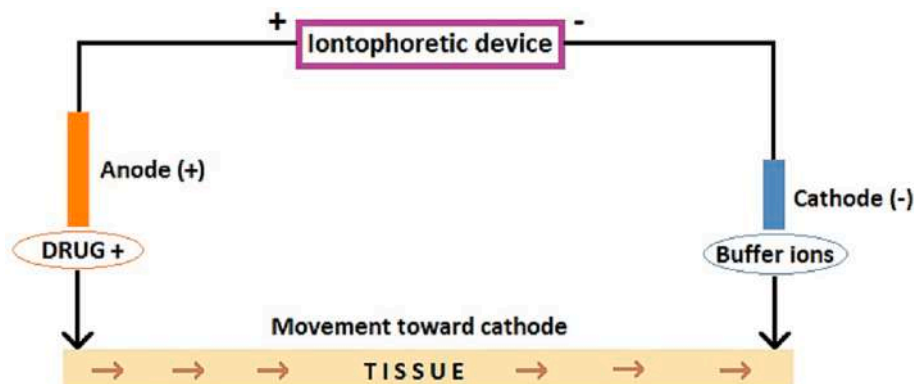 + Iontophoretic device -
Anode (+)
Cathode (-)
DRUG +
Buffer ions
Movement toward cathode
TISSUE